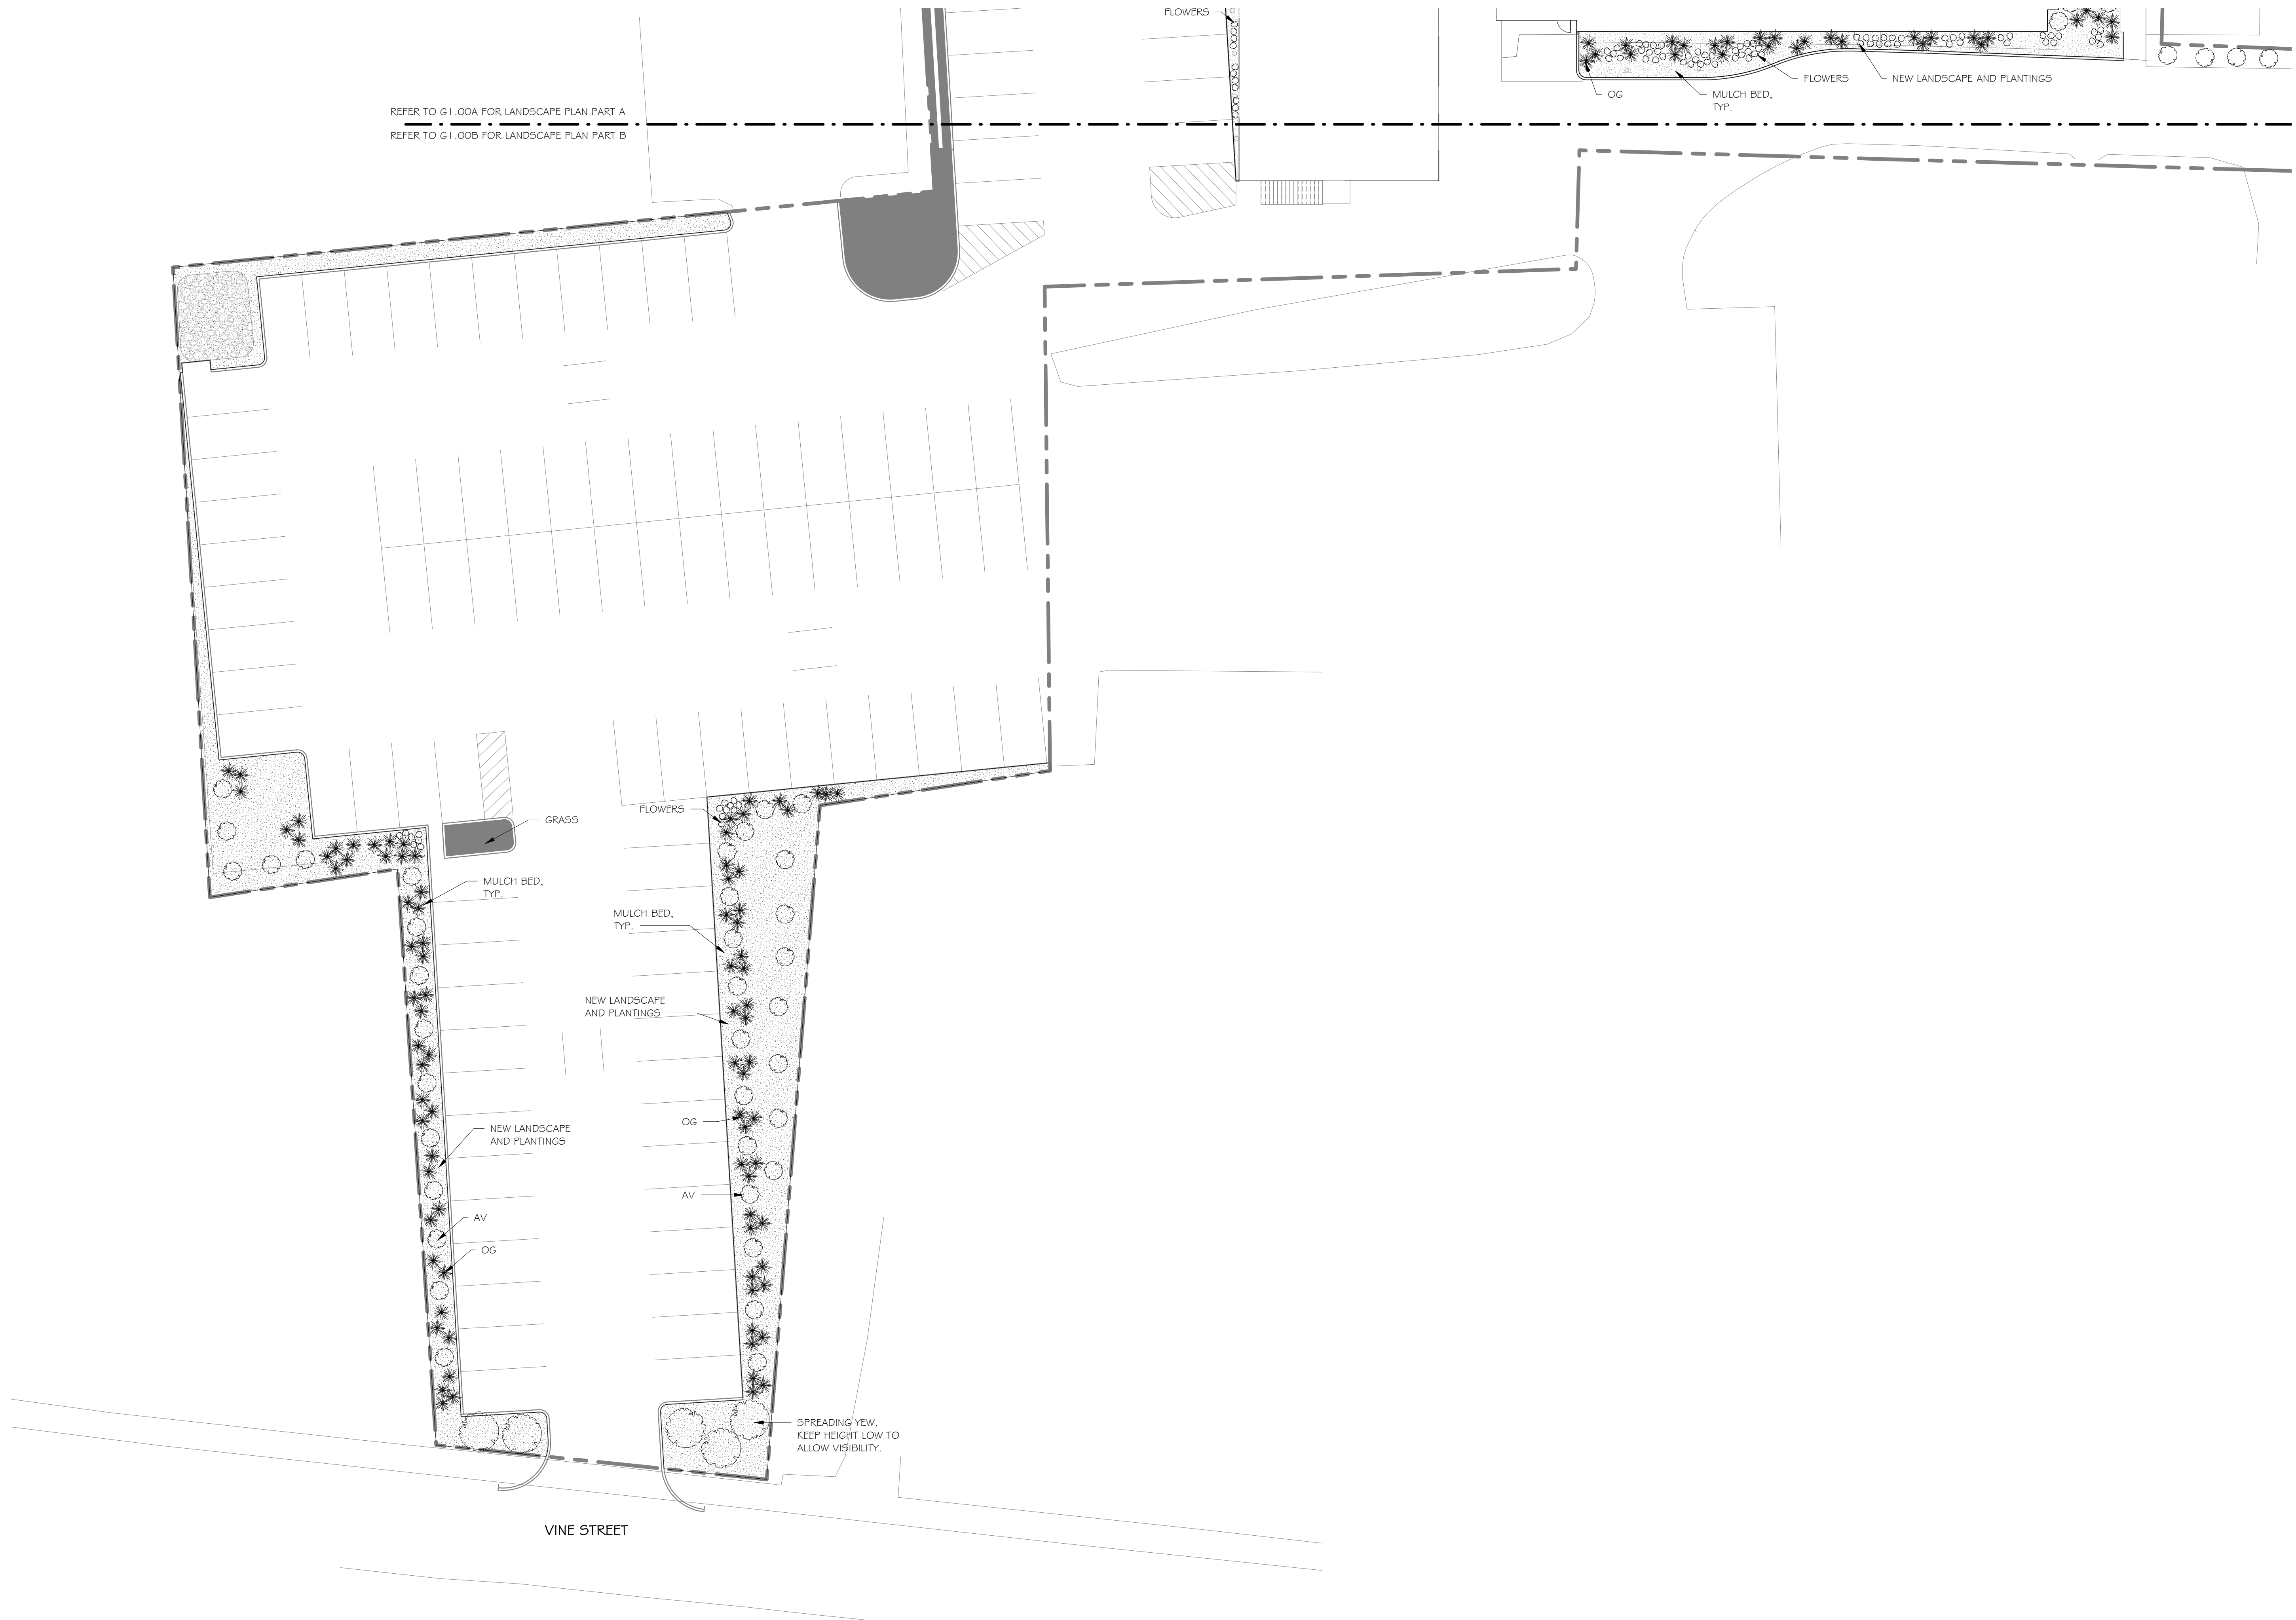 FLOWERS
FLOWERS
NEW LANDSCAPE AND PLANTINGS
OG
MULCH BED,
TYP.
REFER TO G1.00A FOR LANDSCAPE PLAN PART A
REFER TO G1.00B FOR LANDSCAPE PLAN PART B
FLOWERS
GRASS
MULCH BED,
TYP.
MULCH BED,
TYP.
NEW LANDSCAPE
AND PLANTINGS
OG
NEW LANDSCAPE
AND PLANTINGS
AV
AV
OG
SPREADING YEW.
KEEP HEIGHT LOW TO
ALLOW VISIBILITY.
VINE STREET